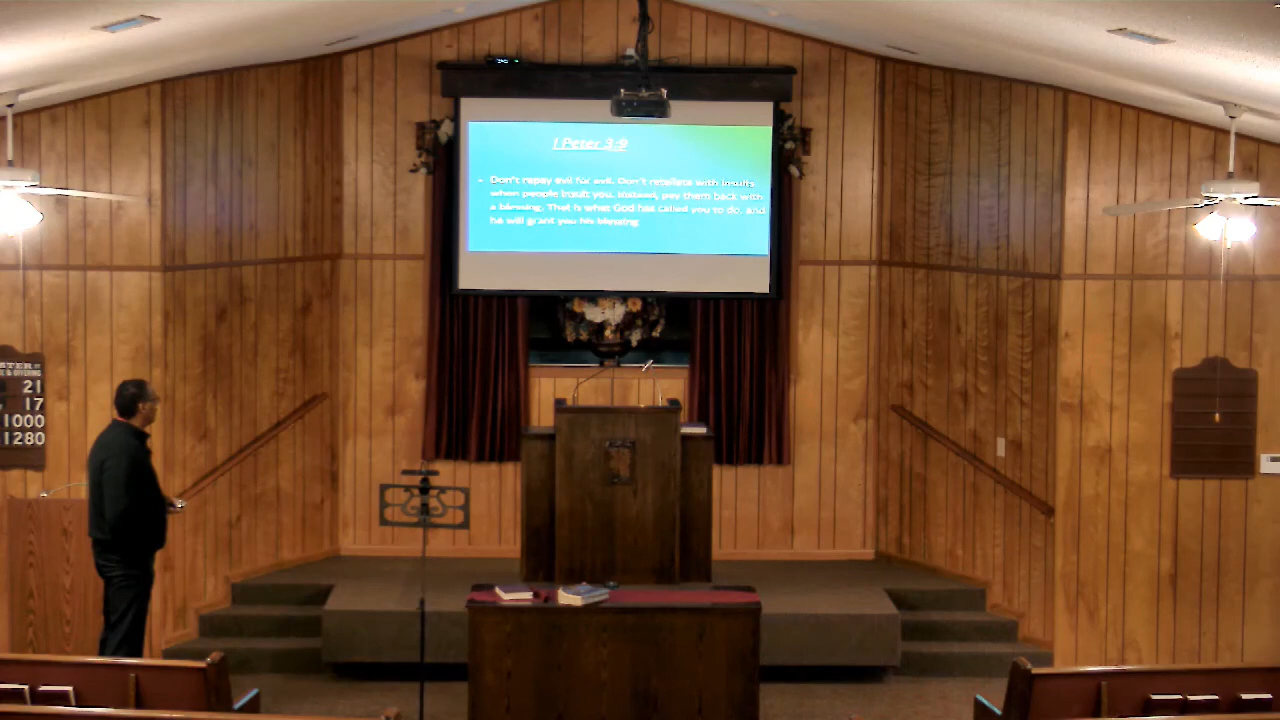 I Peter 3:9
Don't repay evil for evil. Don't retaliate with insults
when people insult you. Instead, pay them back with
a blessing. That is what God has called you to do, and
he will grant you his blessing.
21
17
1000
1280